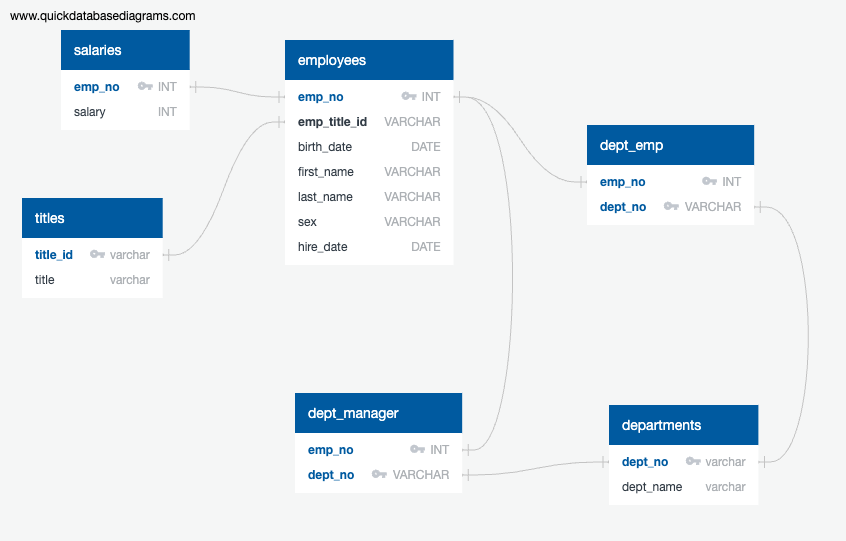 www.quickdatabasediagrams.com
salaries
emp_no INT
salary INT
employees
emp_no INT
emp_title_id VARCHAR
birth_date DATE
first_name VARCHAR
last_name VARCHAR
sex VARCHAR
hire_date DATE
dept_emp
emp_no INT
dept_no VARCHAR
titles
title_id varchar
title varchar
dept_manager
emp_no INT
dept_no VARCHAR
departments
dept_no varchar
dept_name varchar